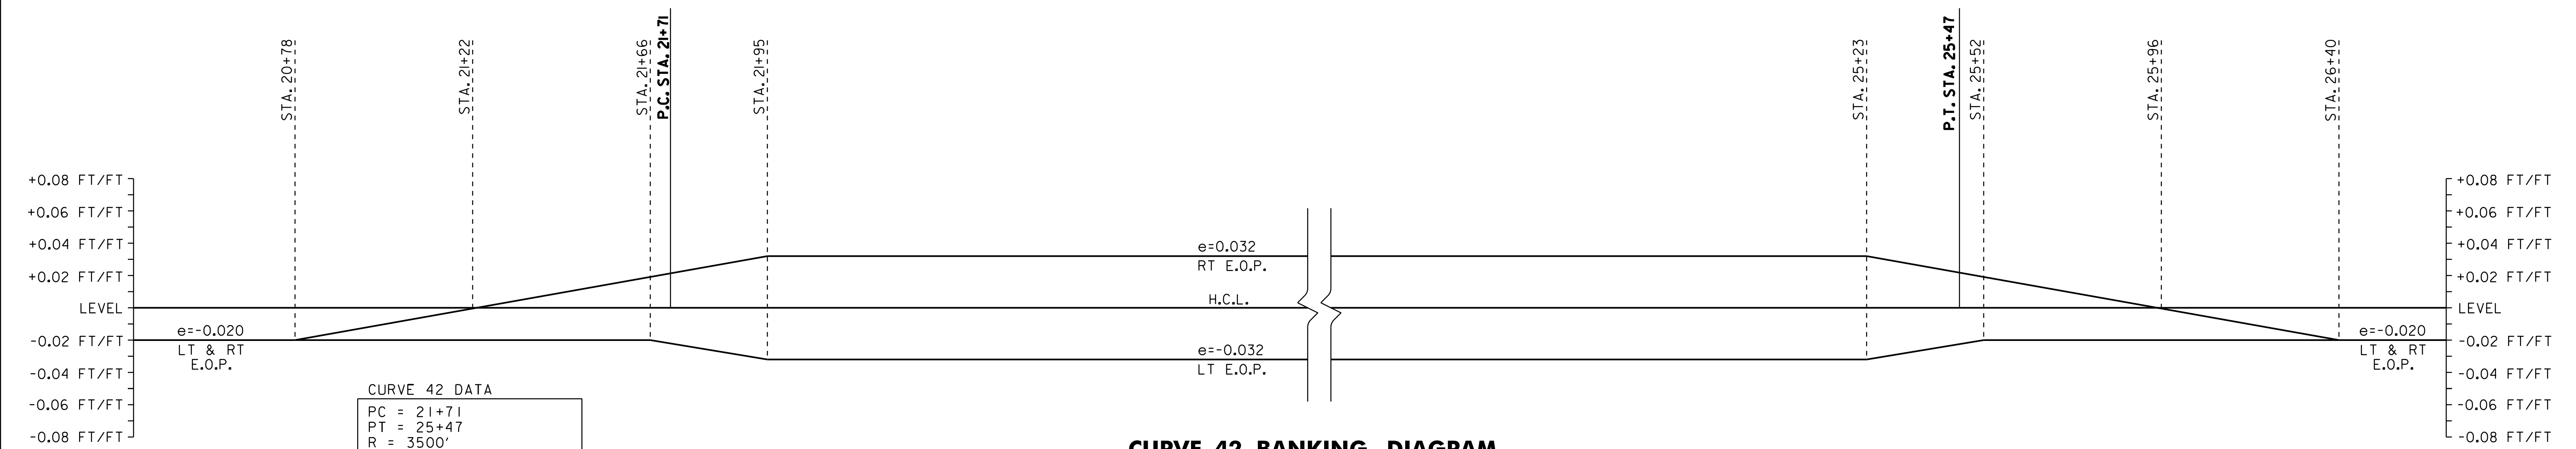 STA. 20+78
STA. 21+22
STA. 21+66
P.C. STA. 21+71
STA. 21+95
STA. 25+23
P.T. STA. 25+47
STA. 25+52
STA. 25+96
STA. 26+40
+0.08 FT/FT
+0.06 FT/FT
+0.04 FT/FT
+0.02 FT/FT
LEVEL
-0.02 FT/FT
-0.04 FT/FT
-0.06 FT/FT
-0.08 FT/FT
e=-0.020
LT & RT
E.O.P.
e=0.032
RT E.O.P.
H.C.L.
e=-0.032
LT E.O.P.
e=-0.020
LT & RT
E.O.P.
+0.08 FT/FT
+0.06 FT/FT
+0.04 FT/FT
+0.02 FT/FT
LEVEL
-0.02 FT/FT
-0.04 FT/FT
-0.06 FT/FT
-0.08 FT/FT
CURVE 42 DATA
PC = 21+71
PT = 25+47
R = 3500'
CURVE 42 BANKING DIAGRAM